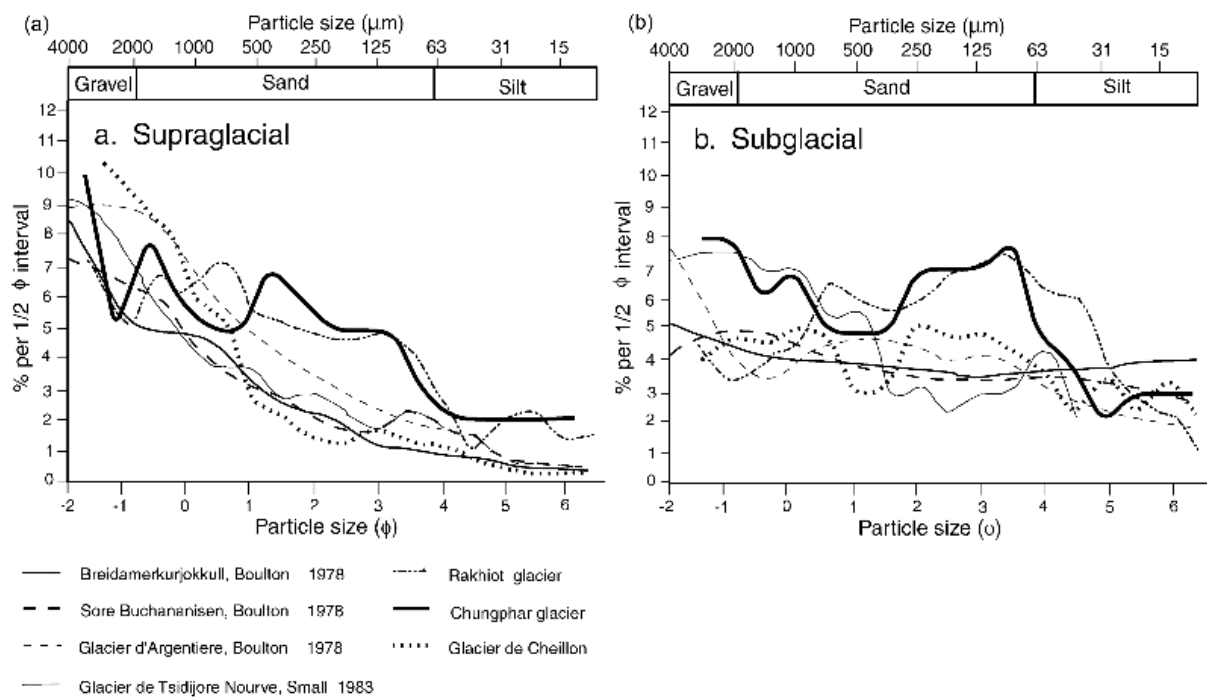 (a)
Particle size (μm)
4000 2000 1000 500 250 125 63 31 15
Gravel Sand Silt
a. Supraglacial
% per 1/2 ϕ interval
12
11
10
9
8
7
6
5
4
3
2
1
0
-2 -1 0 1 2 3 4 5 6
Particle size (ϕ)
(b)
Particle size (μm)
4000 2000 1000 500 250 125 63 31 15
Gravel Sand Silt
b. Subglacial
% per 1/2 ϕ interval
12
11
10
9
8
7
6
5
4
3
2
1
0
-2 -1 0 1 2 3 4 5 6
Particle size (υ)
Breidamerkurjokkull, Boulton 1978
Sore Buchananisen, Boulton 1978
Glacier d'Argentiere, Boulton 1978
Glacier de Tsidijore Nourve, Small 1983
Rakhiot glacier
Chungphar glacier
Glacier de Cheillon